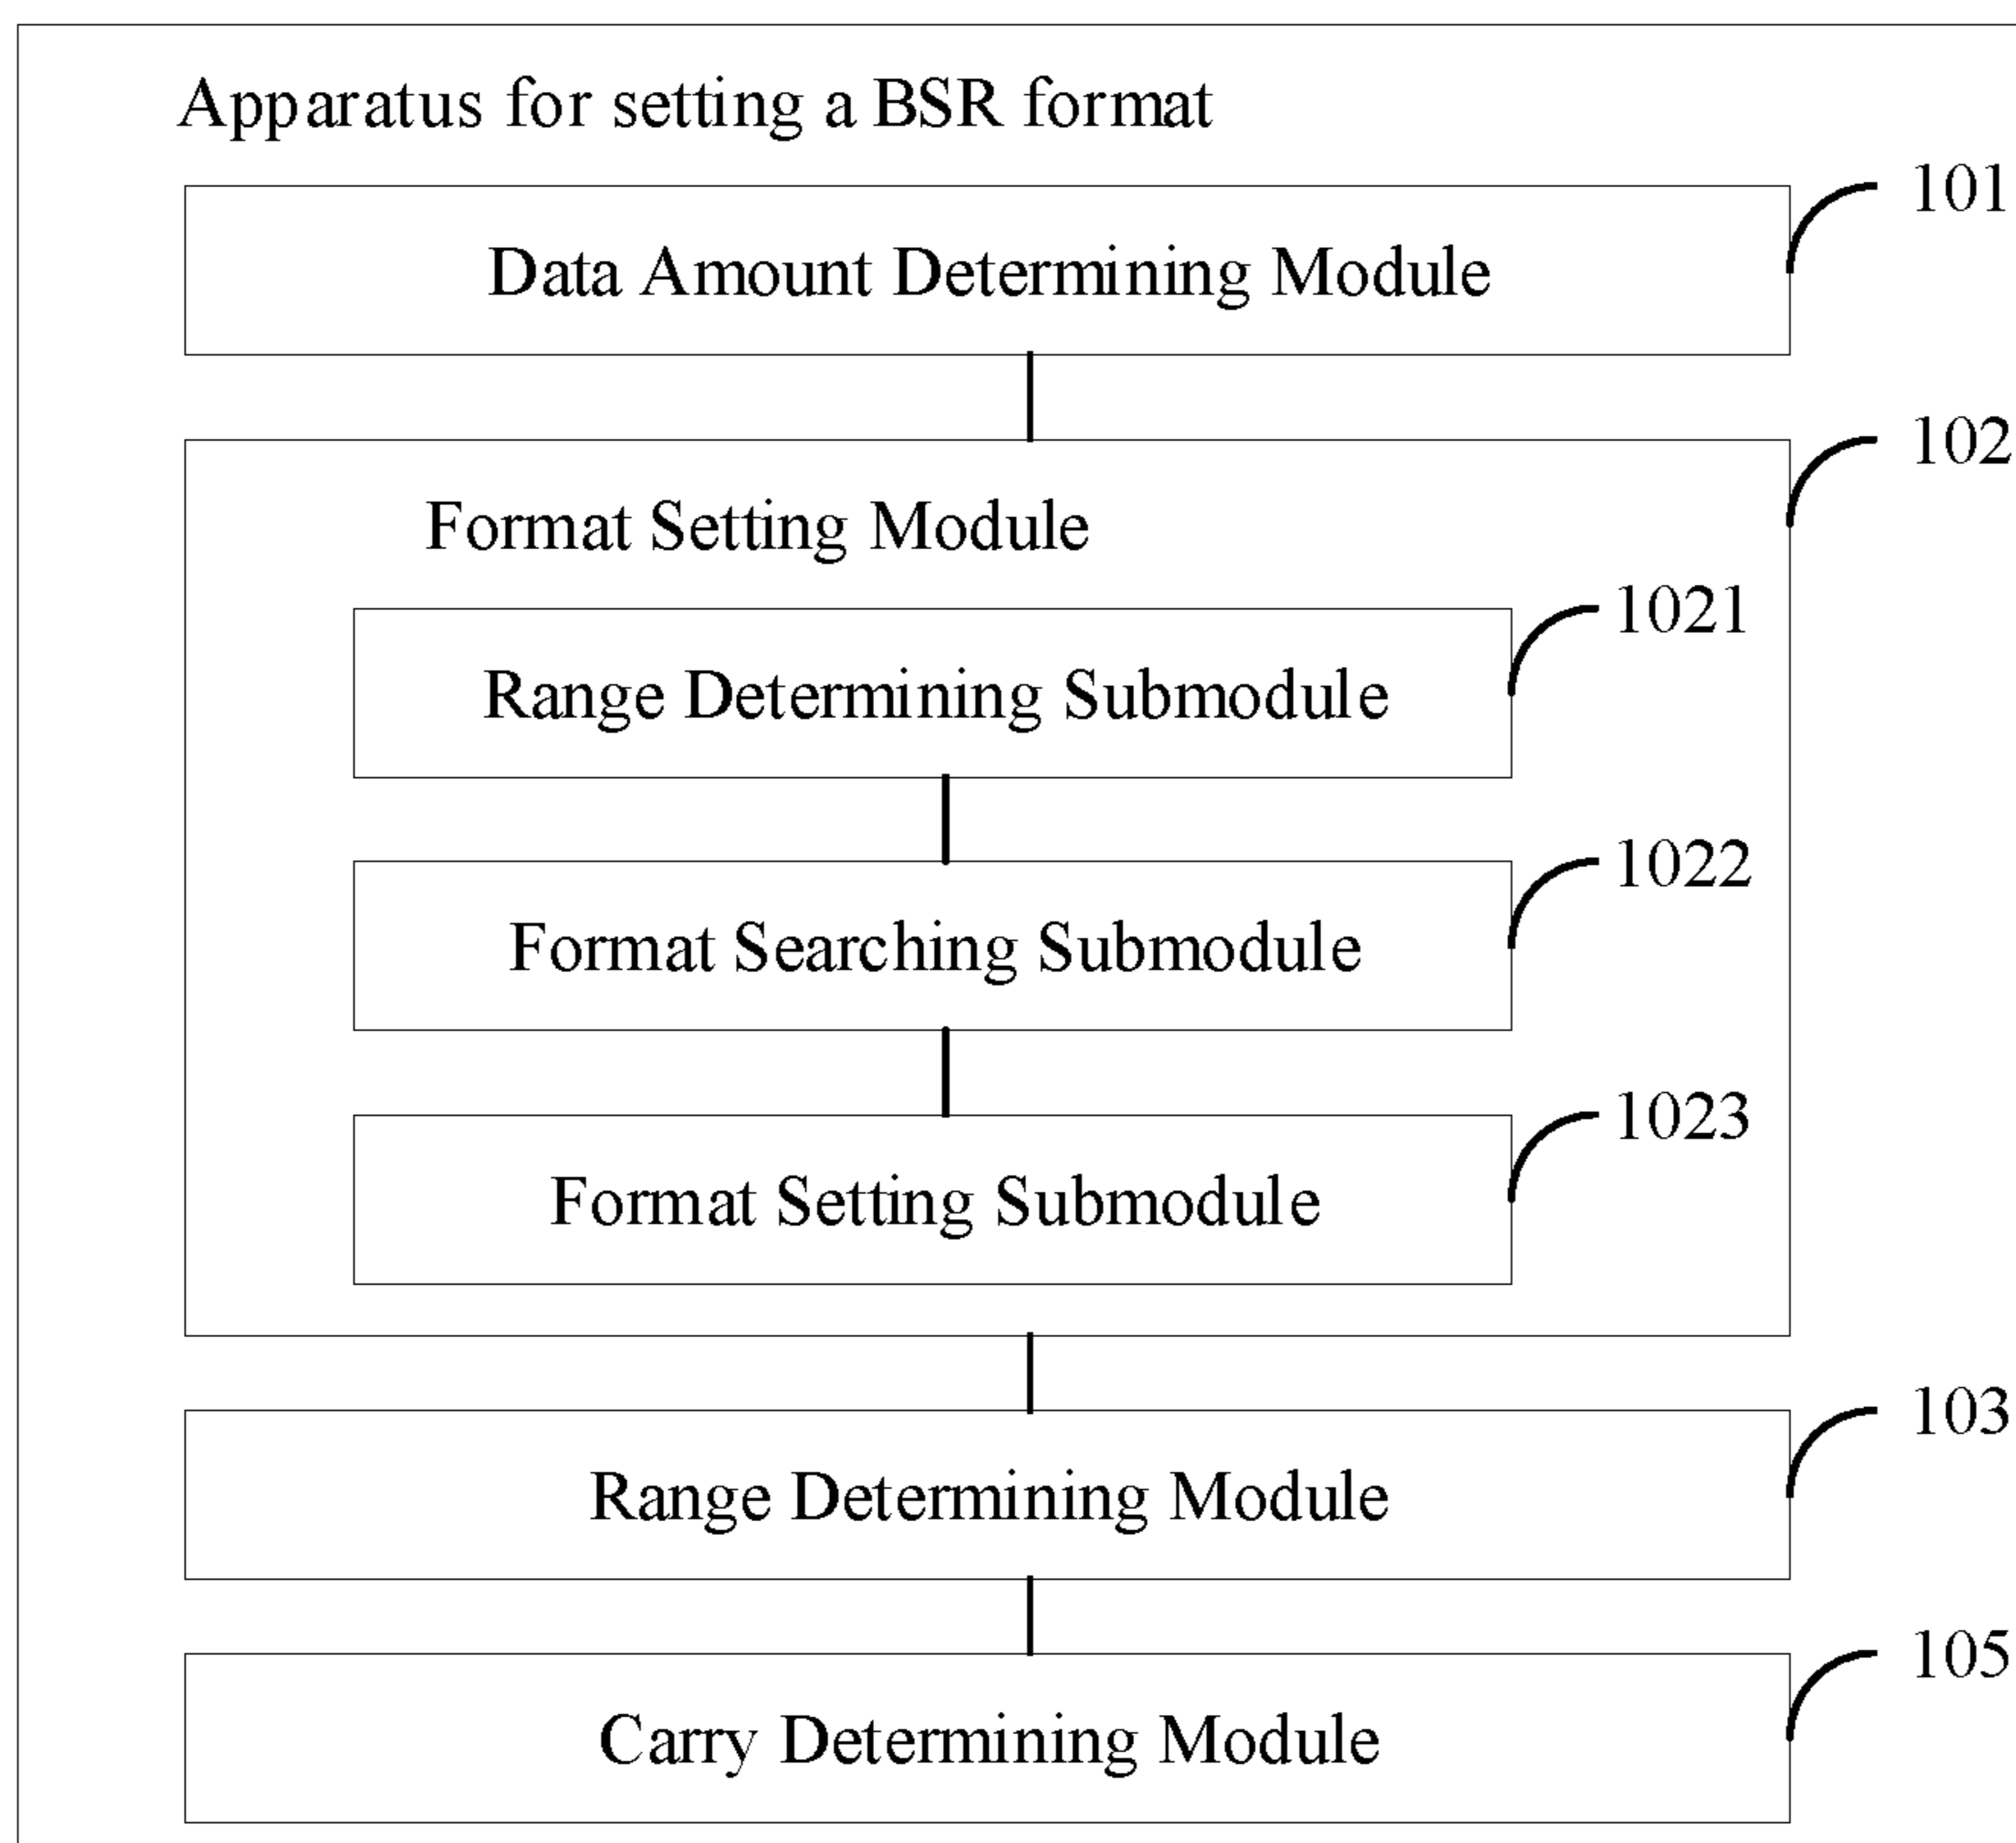 Apparatus for setting a BSR format
101
Data Amount Determining Module
102
Format Setting Module
1021
Range Determining Submodule
1022
Format Searching Submodule
1023
Format Setting Submodule
103
Range Determining Module
105
Carry Determining Module